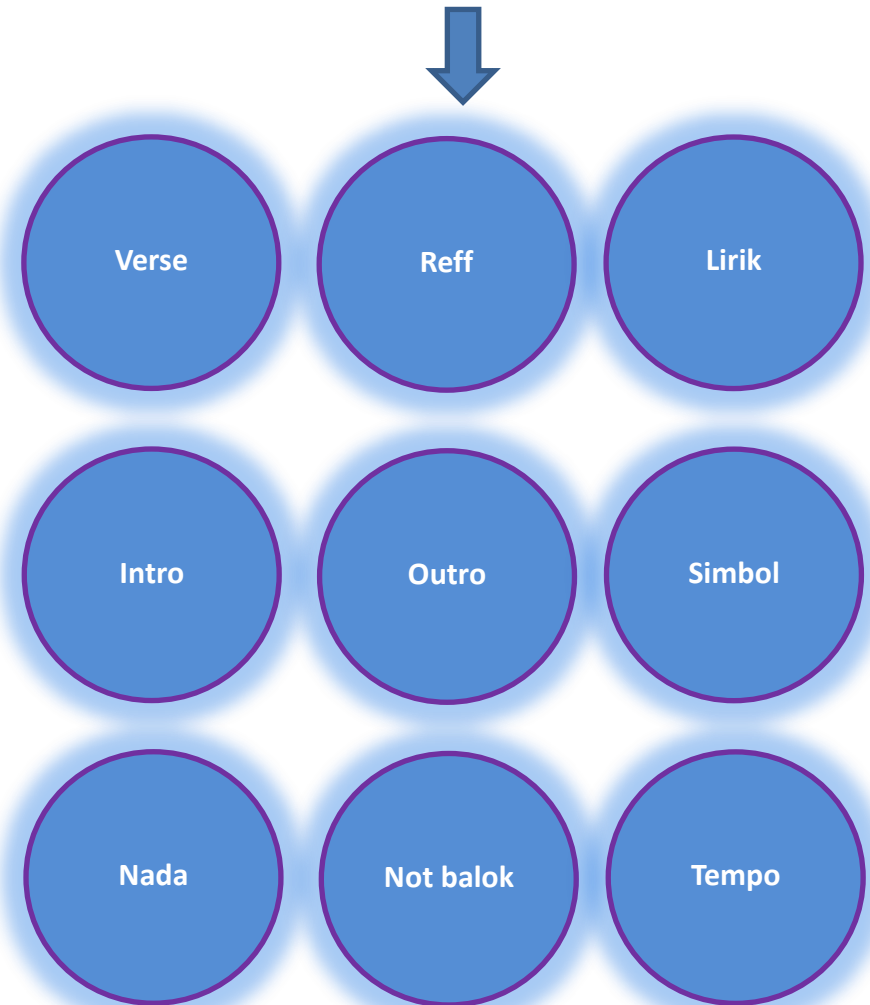 Verse
Reff
Lirik
Intro
Outro
Simbol
Nada
Not balok
Tempo